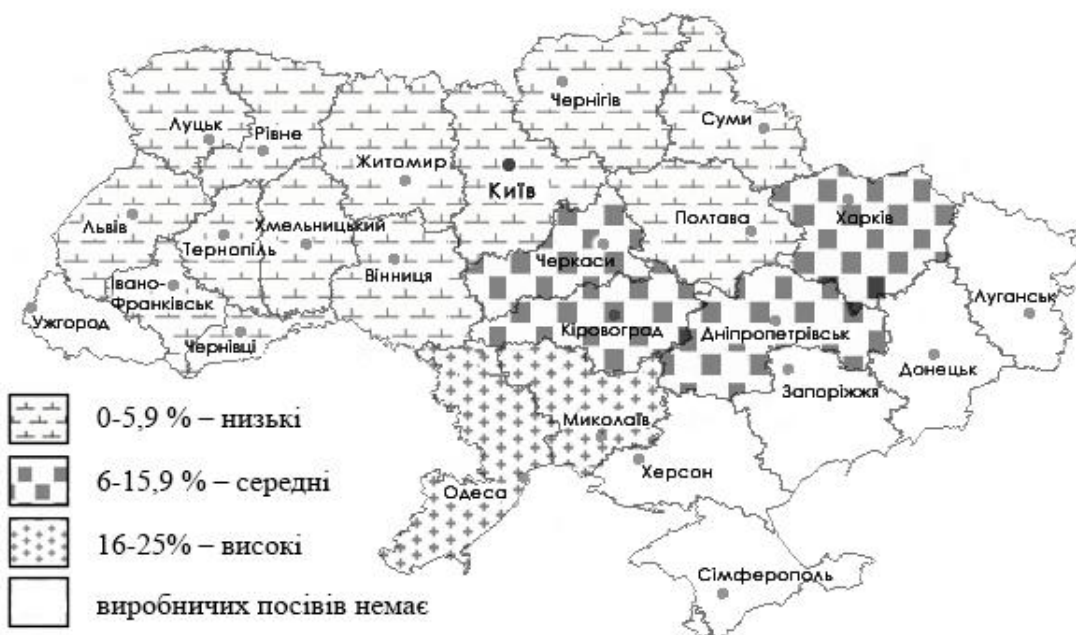 Чернігів
Суми
Луцьк
Рівне
Житомир
Київ
Львів
Тернопіль
Хмельницький
Полтава
Харків
Вінниця
Черкаси
Івано-
Франківськ
Ужгород
Чернівці
Кіровоград
Дніпропетрівськ
Луганськ
Донецьк
Запоріжжя
Миколаїв
Херсон
Одеса
Сімферополь
0-5,9 % – низькі
6-15,9 % – середні
16-25% – високі
виробничих посівів немає